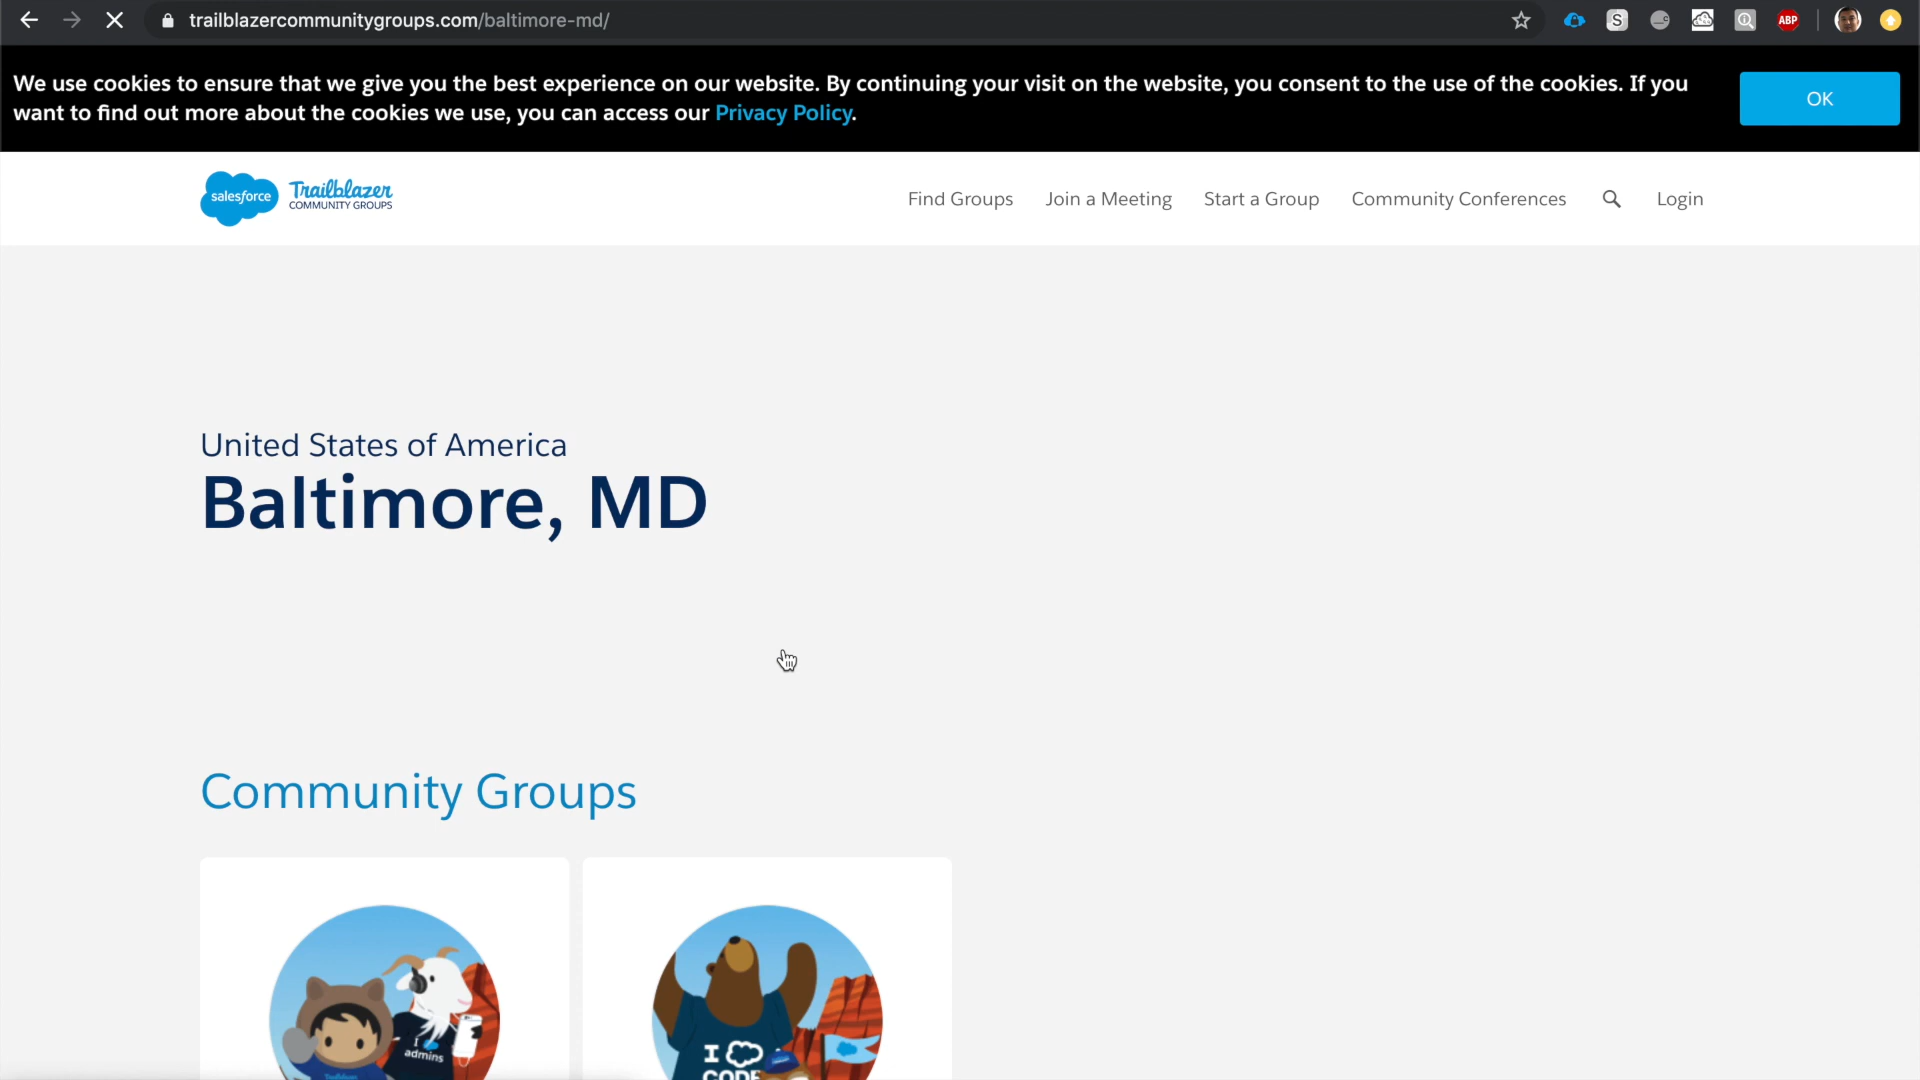 trailblazercommunitygroups.com/baltimore-md/
S
ABP
We use cookies to ensure that we give you the best experience on our website. By continuing your visit on the website, you consent to the use of the cookies. If you
want to find out more about the cookies we use, you can access our Privacy Policy.
OK
salesforce
Trailblazer
COMMUNITY GROUPS
Find Groups
Join a Meeting
Start a Group
Community Conferences
Login
United States of America
Baltimore, MD
Community Groups
I
admins
Trailblazer
I
CODE